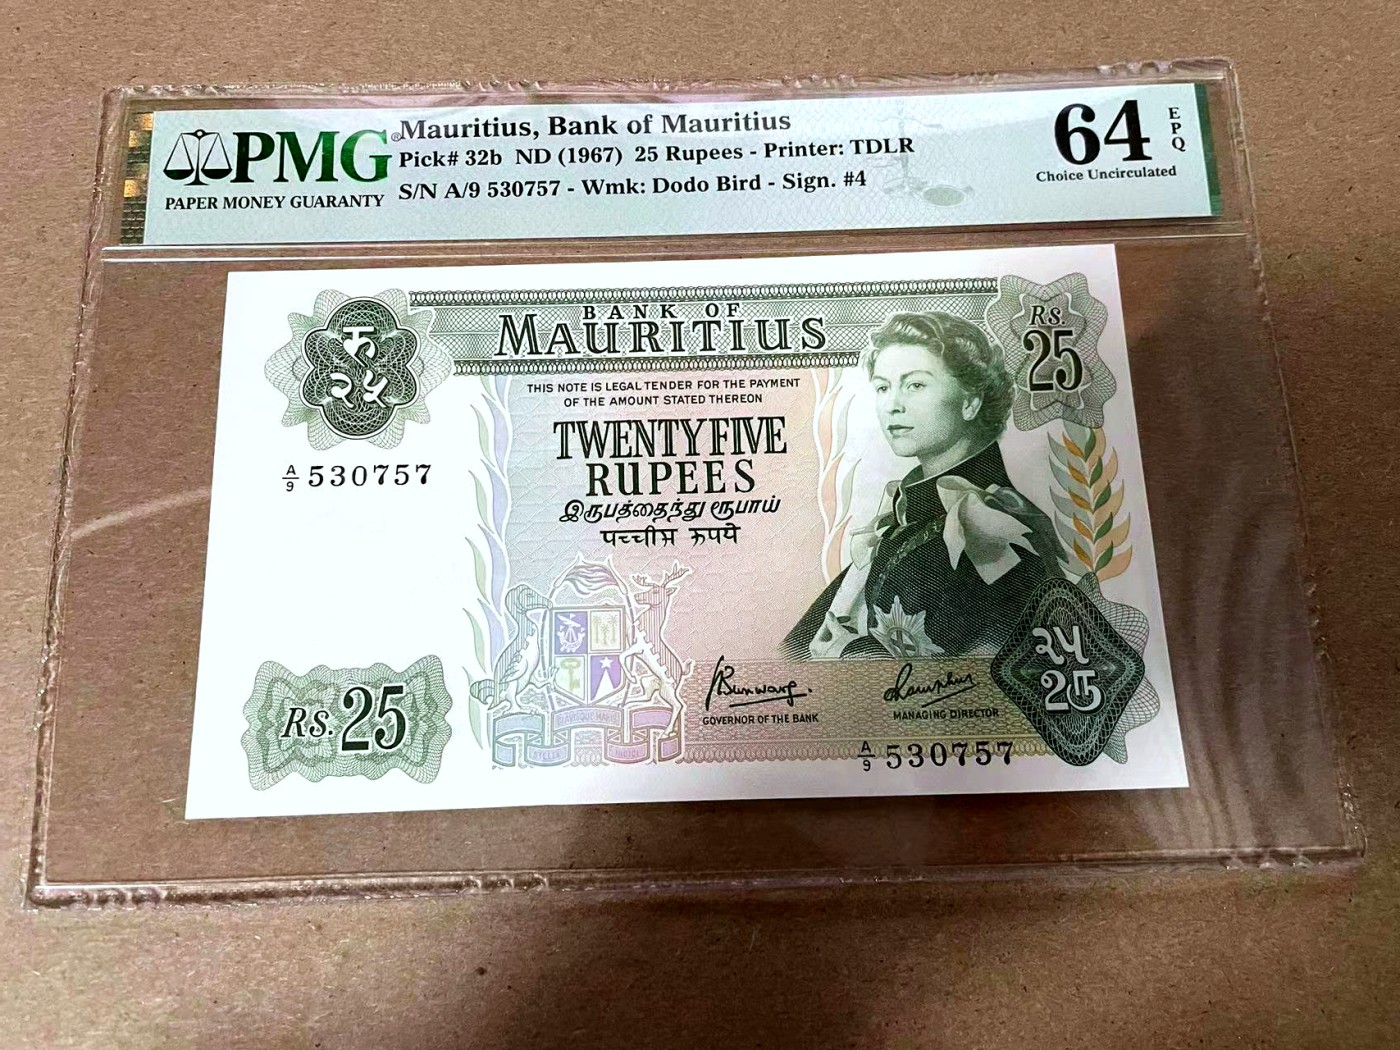 PMG®
PAPER MONEY GUARANTY
Mauritius, Bank of Mauritius
Pick# 32b ND (1967) 25 Rupees - Printer: TDLR
S/N A/9 530757 - Wmk: Dodo Bird - Sign. #4
64 EPQ
Choice Uncirculated
रु
२५
BANK OF
MAURITIUS
Rs.
25
THIS NOTE IS LEGAL TENDER FOR THE PAYMENT
OF THE AMOUNT STATED THEREON
TWENTY FIVE
RUPEES
A/9 530757
இருபத்தைந்து ரூபாய்
पच्चीस रुपये
Rs. 25
GOVERNOR OF THE BANK
MANAGING DIRECTOR
A/9 530757
२५